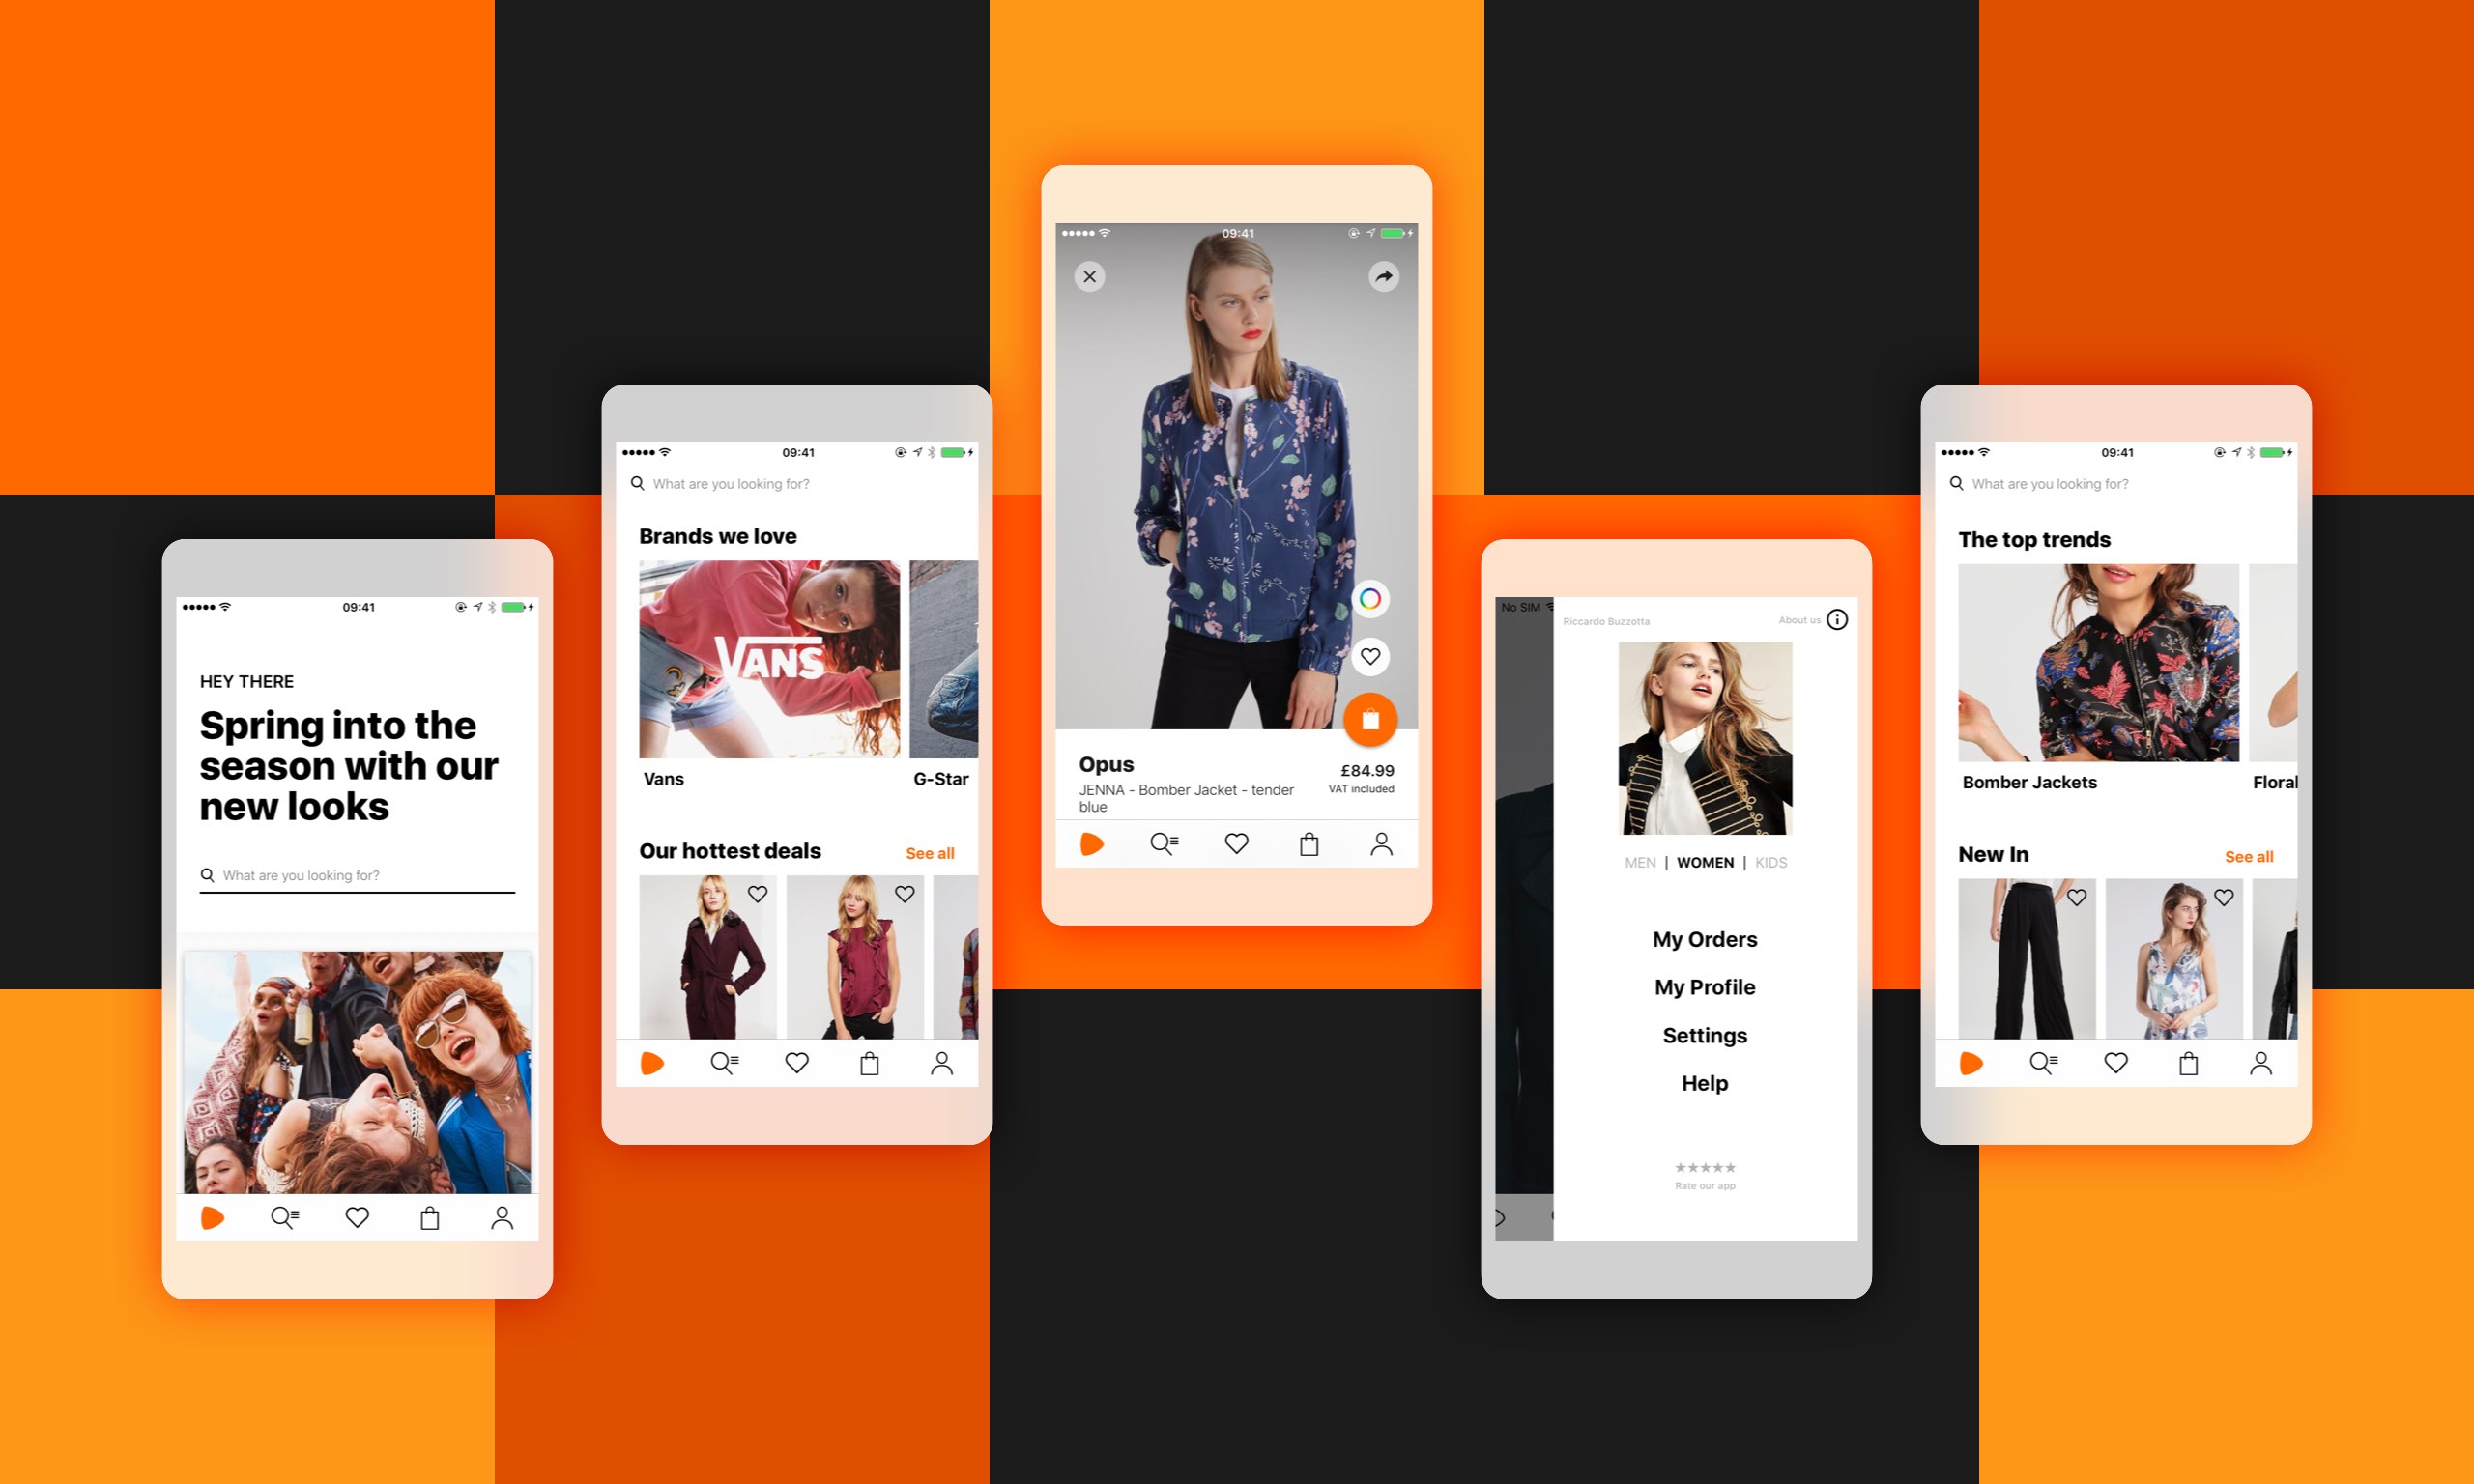 09:41
HEY THERE
Spring into the
season with our
new looks
What are you looking for?
09:41
What are you looking for?
Brands we love
VANS
Vans
G-Star
Our hottest deals
See all
09:41
Opus
£84.99
JENNA - Bomber Jacket - tender
blue
VAT included
No SIM
Riccardo Buzzotta
About us
MEN | WOMEN | KIDS
My Orders
My Profile
Settings
Help
Rate our app
09:41
What are you looking for?
The top trends
Bomber Jackets
Floral
New In
See all